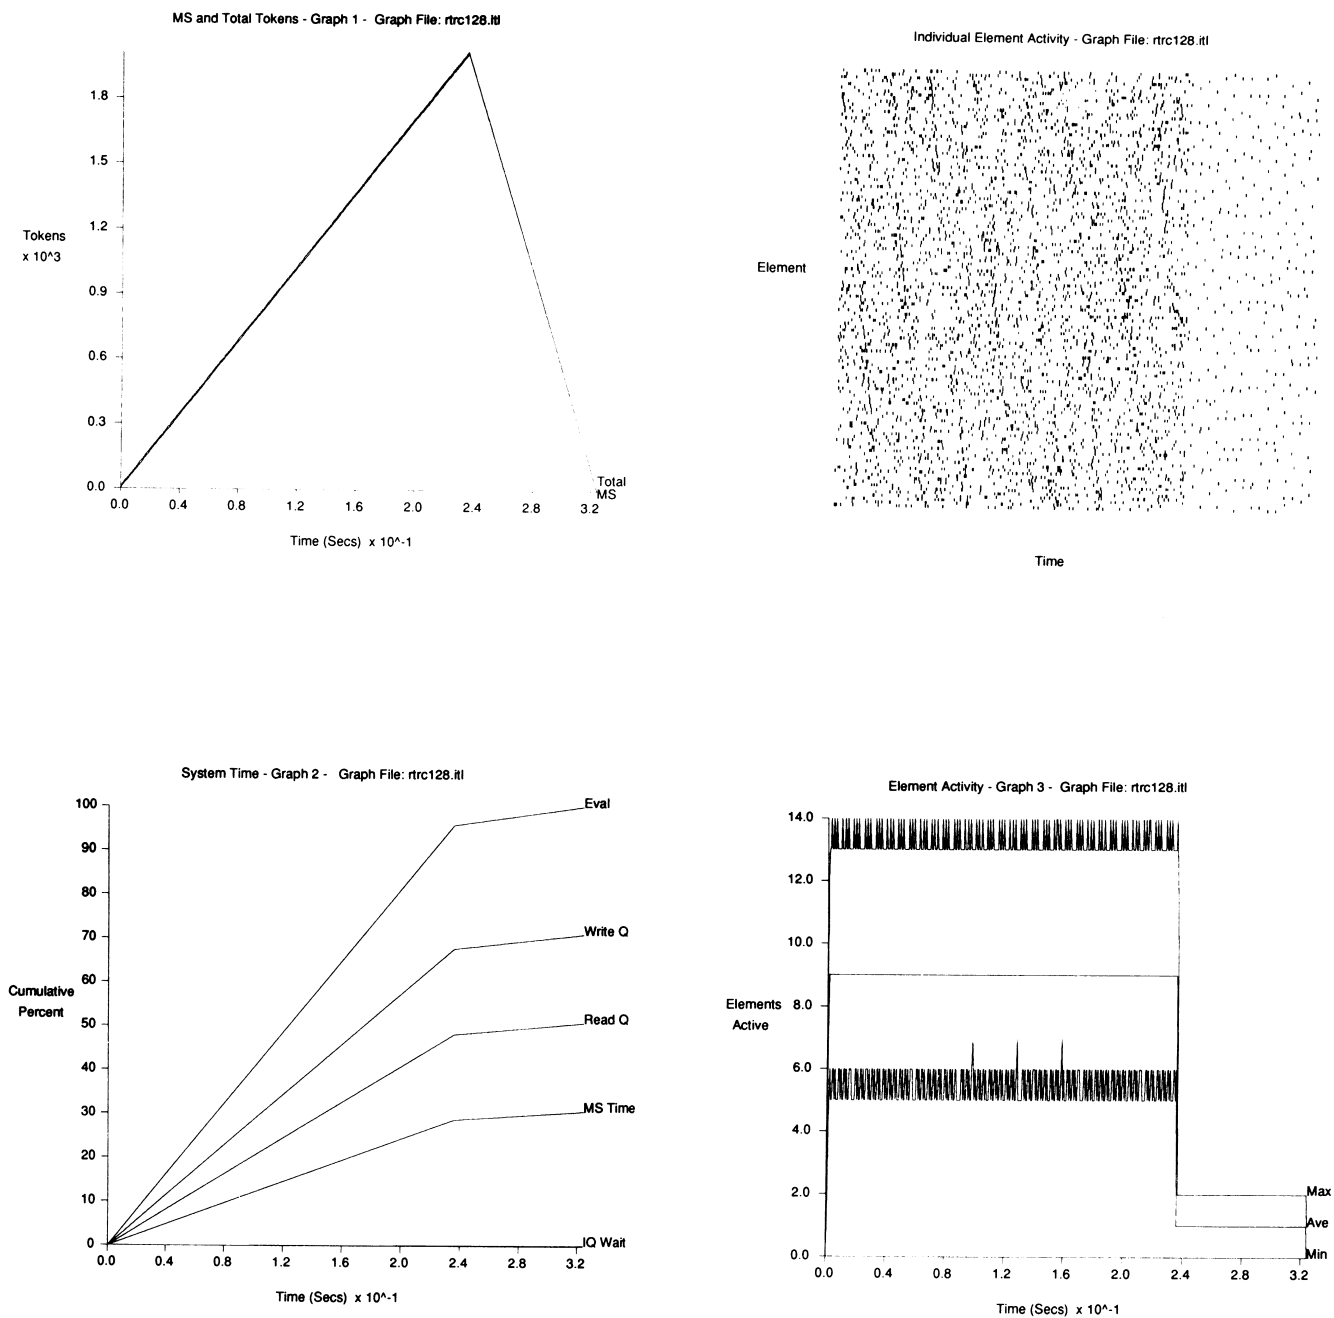 MS and Total Tokens - Graph 1 - Graph File: rtrc128.itl
1.8
1.5
1.2
Tokens
x 10^3
0.9
0.6
0.3
0.0
Total
MS
0.0 0.4 0.8 1.2 1.6 2.0 2.4 2.8 3.2
Time (Secs) x 10^-1
Individual Element Activity - Graph File: rtrc128.itl
Element
Time
System Time - Graph 2 - Graph File: rtrc128.itl
100
90
80
70
60
50
40
30
20
10
0
Cumulative
Percent
Eval
Write Q
Read Q
MS Time
IQ Wait
0.0 0.4 0.8 1.2 1.6 2.0 2.4 2.8 3.2
Time (Secs) x 10^-1
Element Activity - Graph 3 - Graph File: rtrc128.itl
14.0
12.0
10.0
8.0
6.0
4.0
2.0
0.0
Elements
Active
Max
Ave
Min
0.0 0.4 0.8 1.2 1.6 2.0 2.4 2.8 3.2
Time (Secs) x 10^-1